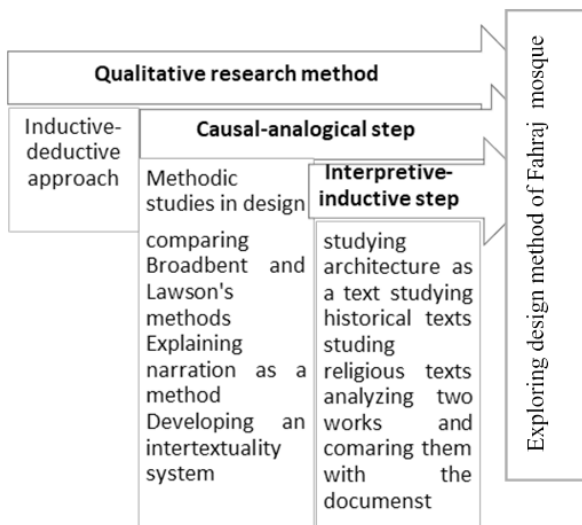 Qualitative research method
Inductive-
deductive
approach
Causal-analogical step
Methodic
studies in design
comparing
Broadbent and
Lawson's
methods
Explaining
narration as a
method
Developing an
intertextuality
system
Interpretive-
inductive step
studying
architecture as
a text studying
historical texts
studing
religious texts
analyzing two
works and
comaring them
with the
documenst
Exploring design method of Fahraj mosque